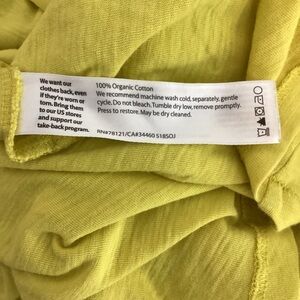 We want our
clothes back, even
if they're worn or
torn. Bring them
to our US stores
and support our
take-back program.
100% Organic Cotton
We recommend machine wash cold, separately, gentle
cycle. Do not bleach. Tumble dry low, remove promptly.
Press to restore. May be dry cleaned.
RN#78121/CA#34460 S18SOJ